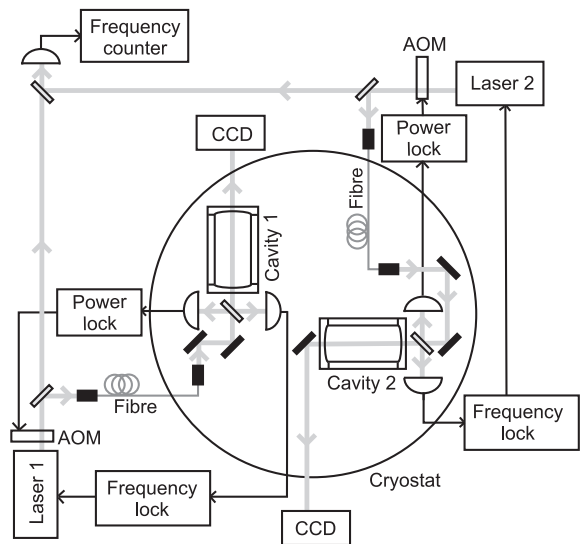 Frequency
counter
AOM
Laser 2
CCD
Power
lock
Fibre
Cavity 1
Power
lock
Cavity 2
Fibre
AOM
Frequency
lock
Cryostat
Laser 1
Frequency
lock
CCD